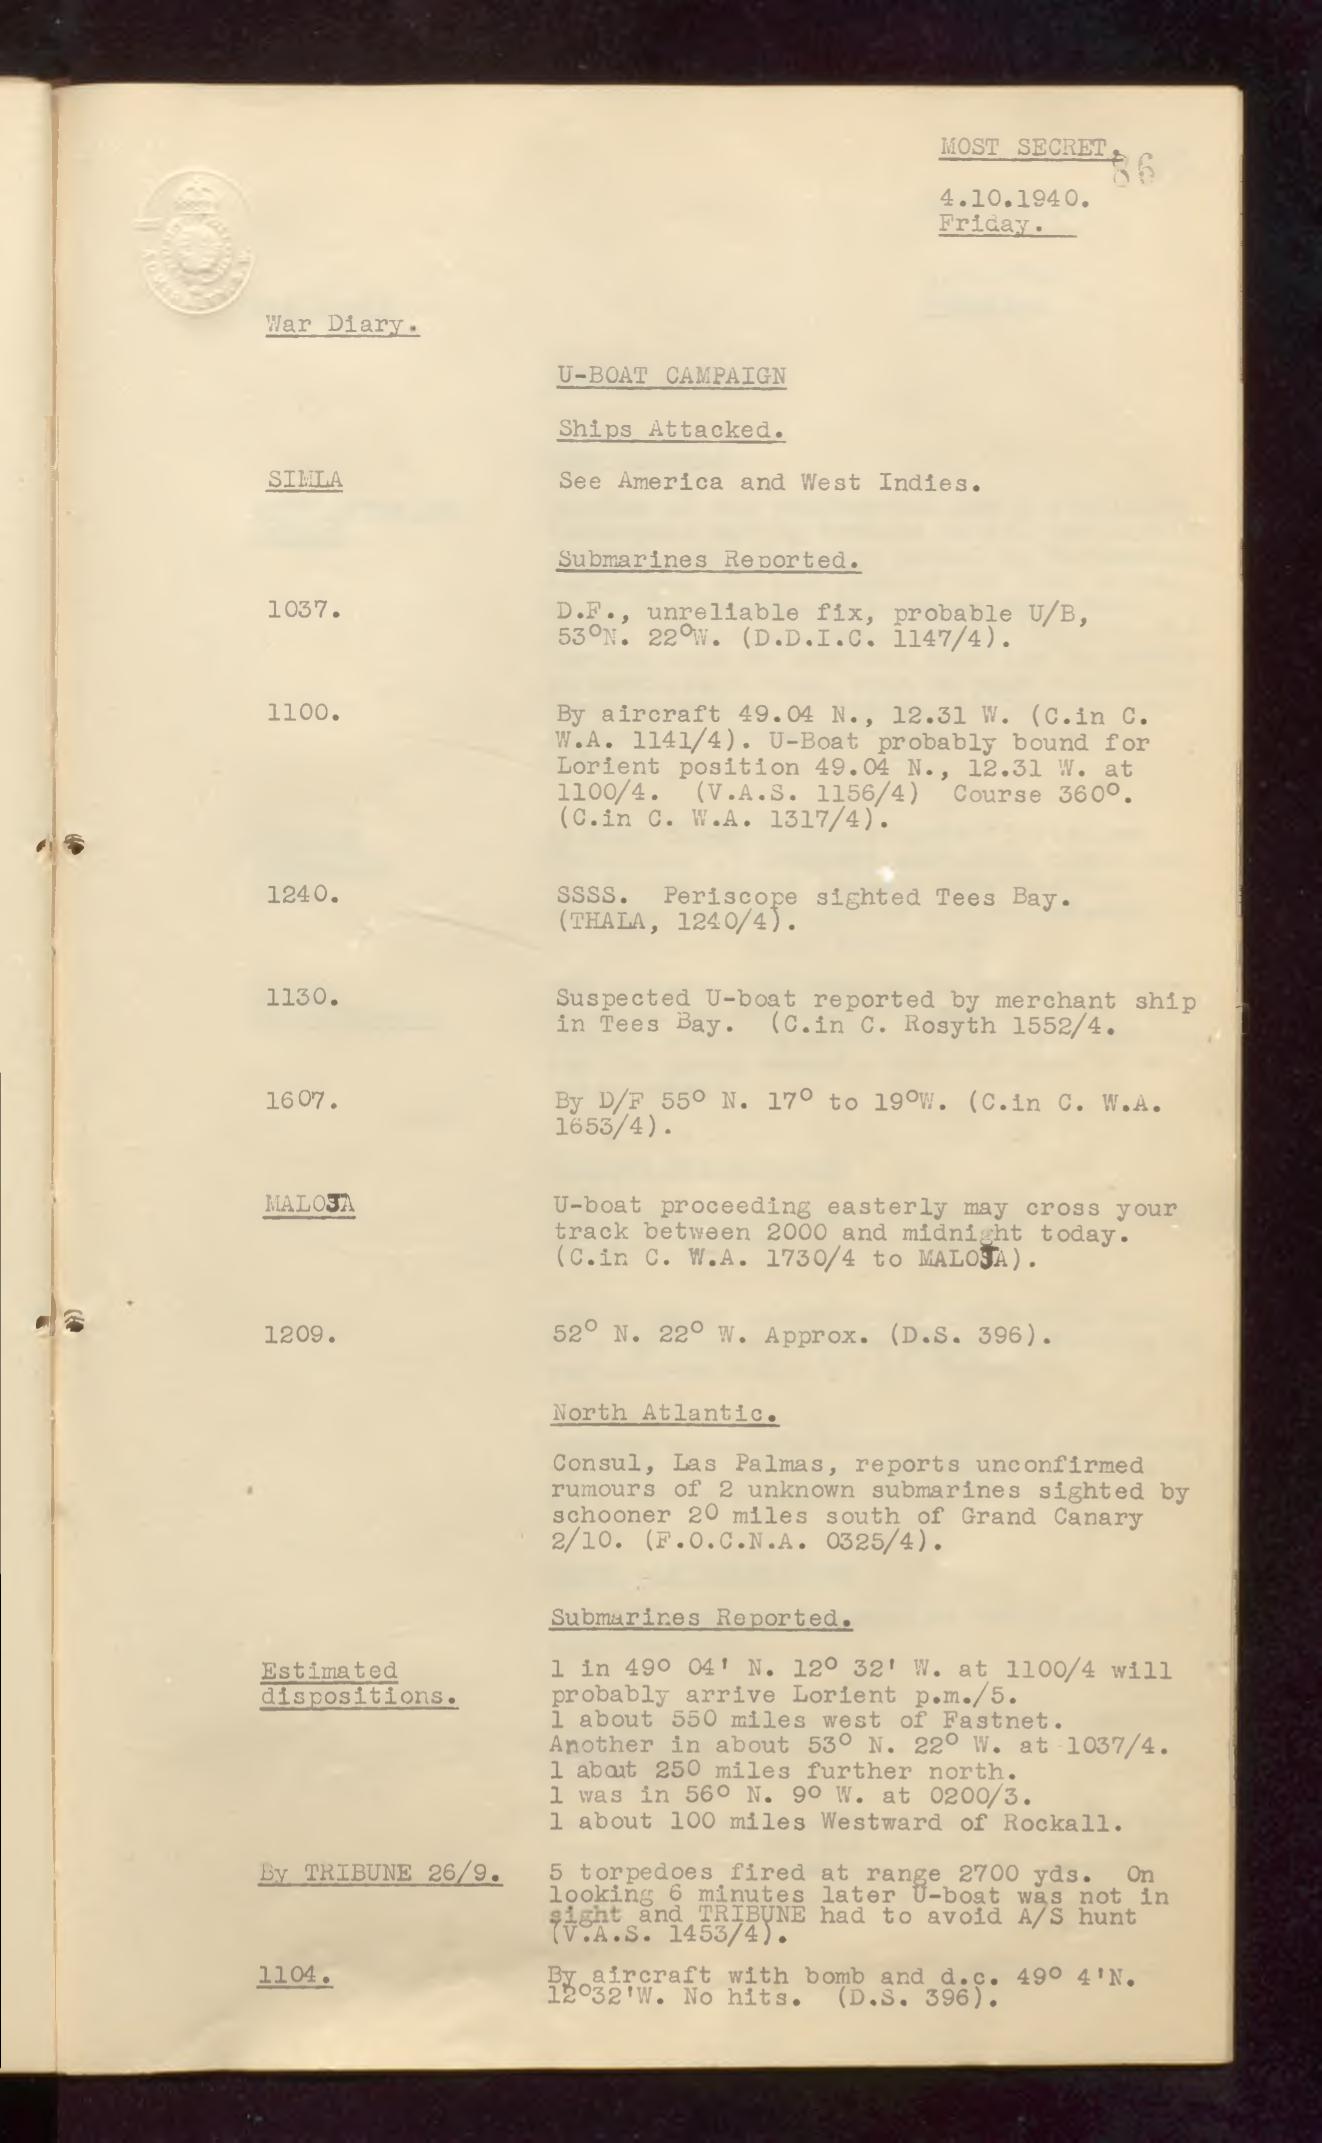 MOST SECRET.
86
4.10.1940.
Friday.
War Diary.
U-BOAT CAMPAIGN
Ships Attacked.
SIMLA See America and West Indies.
Submarines Reported.
1037. D.F., unreliable fix, probable U/B,
53°N. 22°W. (D.D.I.C. 1147/4).
1100. By aircraft 49.04 N., 12.31 W. (C.in C.
W.A. 1141/4). U-Boat probably bound for
Lorient position 49.04 N., 12.31 W. at
1100/4. (V.A.S. 1156/4) Course 360°.
(C.in C. W.A. 1317/4).
1240. SSSS. Periscope sighted Tees Bay.
(THALA, 1240/4).
1130. Suspected U-boat reported by merchant ship
in Tees Bay. (C.in C. Rosyth 1552/4.
1607. By D/F 55° N. 17° to 19°W. (C.in C. W.A.
1653/4).
MALOJA U-boat proceeding easterly may cross your
track between 2000 and midnight today.
(C.in C. W.A. 1730/4 to MALOJA).
1209. 52° N. 22° W. Approx. (D.S. 396).
North Atlantic.
Consul, Las Palmas, reports unconfirmed
rumours of 2 unknown submarines sighted by
schooner 20 miles south of Grand Canary
2/10. (F.O.C.N.A. 0325/4).
Submarines Reported.
Estimated 1 in 49° 04' N. 12° 32' W. at 1100/4 will
dispositions. probably arrive Lorient p.m./5.
1 about 550 miles west of Fastnet.
Another in about 53° N. 22° W. at 1037/4.
1 about 250 miles further north.
1 was in 56° N. 9° W. at 0200/3.
1 about 100 miles Westward of Rockall.
By TRIBUNE 26/9. 5 torpedoes fired at range 2700 yds. On
looking 6 minutes later U-boat was not in
sight and TRIBUNE had to avoid A/S hunt
(V.A.S. 1453/4).
1104. By aircraft with bomb and d.c. 49° 4'N.
12°32'W. No hits. (D.S. 396).